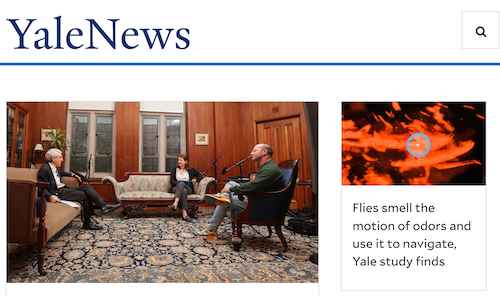 YaleNews
Flies smell the
motion of odors and
use it to navigate,
Yale study finds